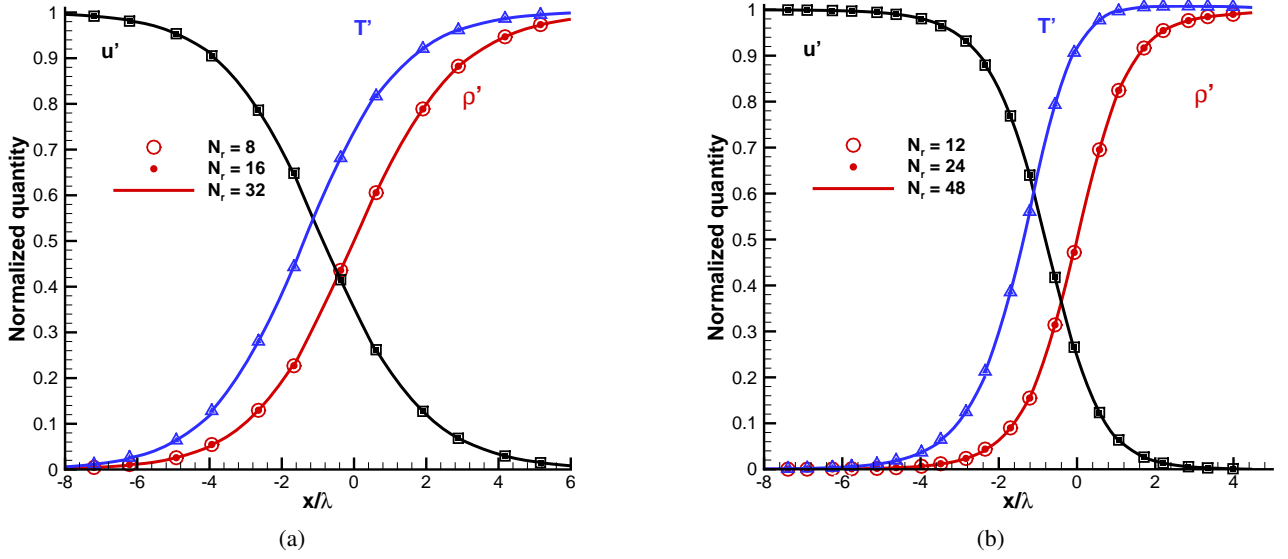 1
0.9
0.8
0.7
0.6
0.5
0.4
0.3
0.2
0.1
0
Normalized quantity
u'
T'
ρ'
N_r = 8
N_r = 16
N_r = 32
-8 -6 -4 -2 0 2 4 6
x/λ
(a)
1
0.9
0.8
0.7
0.6
0.5
0.4
0.3
0.2
0.1
0
Normalized quantity
u'
T'
ρ'
N_r = 12
N_r = 24
N_r = 48
-8 -6 -4 -2 0 2 4
x/λ
(b)